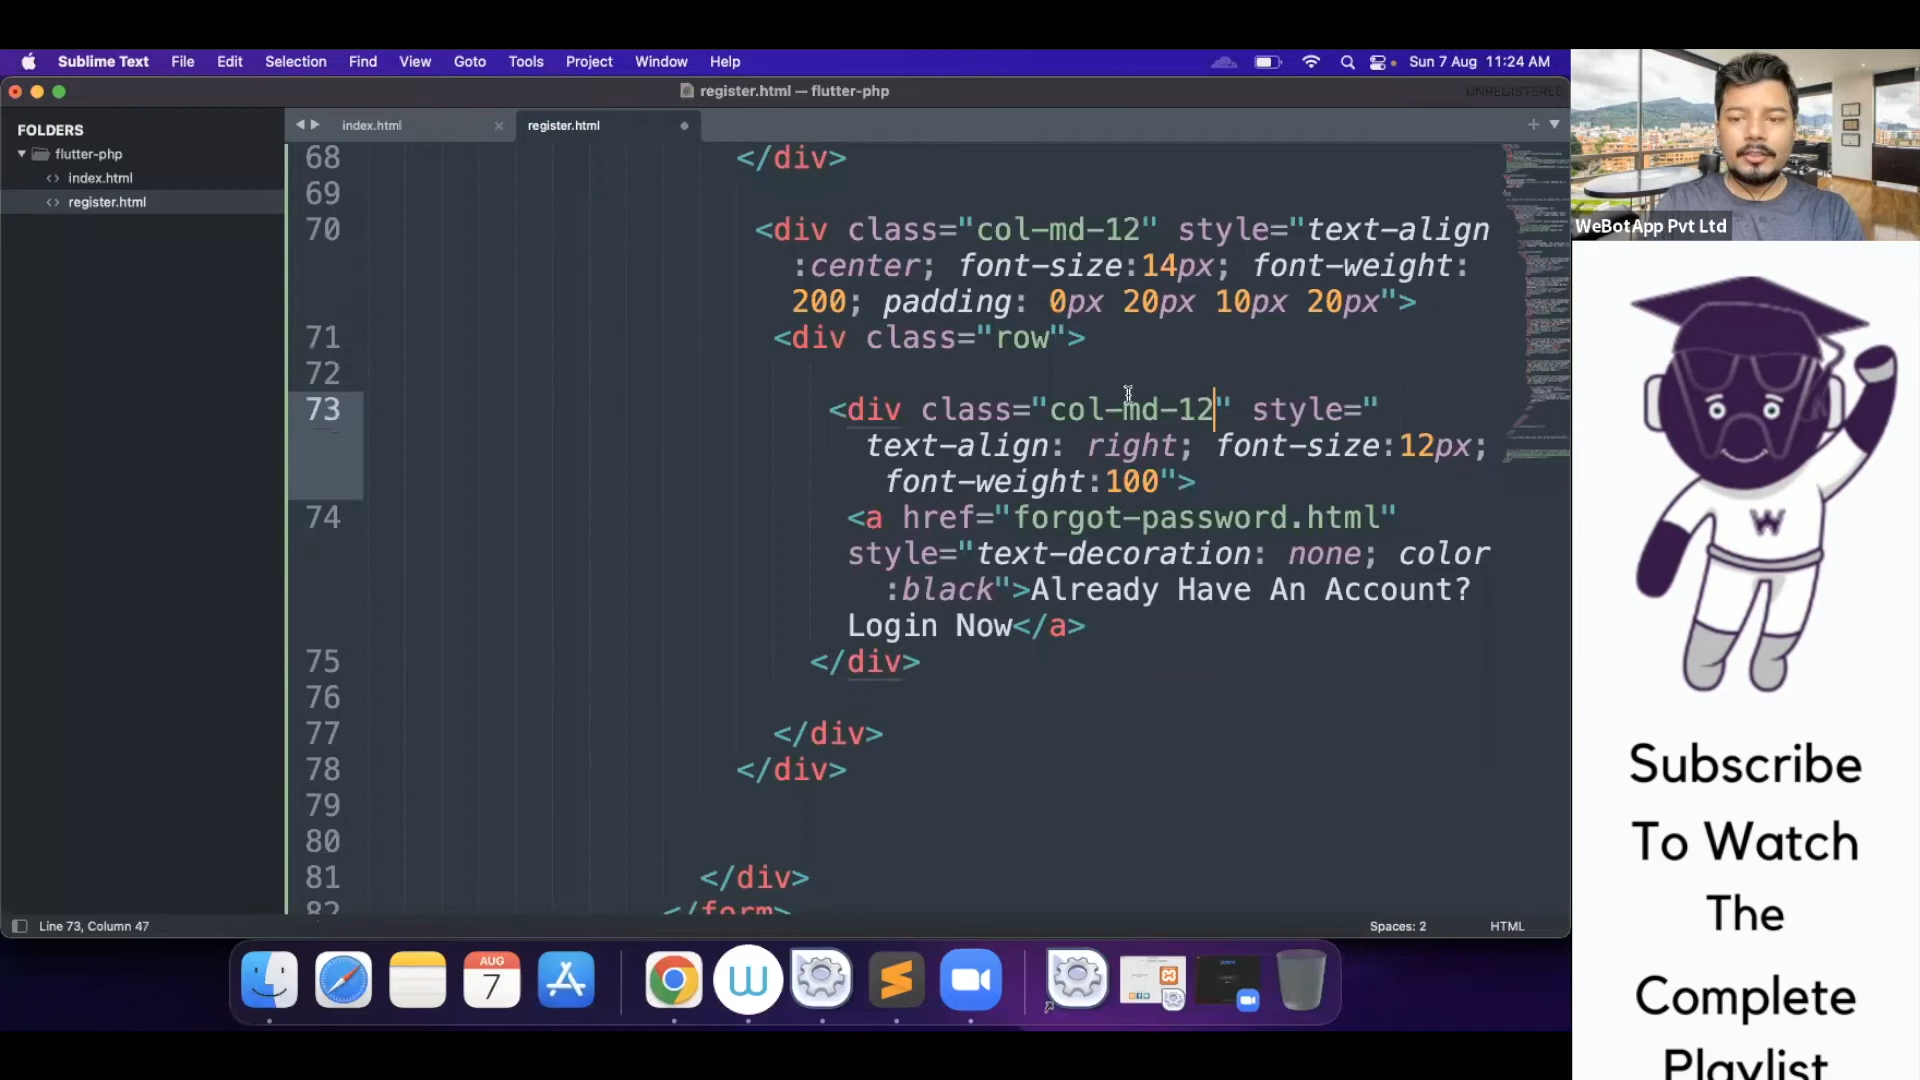 Sublime Text File Edit Selection Find View Goto Tools Project Window Help Sun 7 Aug 11:24 AM
register.html — flutter-php UNREGISTERED
FOLDERS
flutter-php
<> index.html
<> register.html
index.html
register.html
68 </div>
69
70 <div class="col-md-12" style="text-align
:center; font-size:14px; font-weight:
200; padding: 0px 20px 10px 20px">
71 <div class="row">
72
73 <div class="col-md-12" style="
text-align: right; font-size:12px;
font-weight:100">
74 <a href="forgot-password.html"
style="text-decoration: none; color
:black">Already Have An Account?
Login Now</a>
75 </div>
76
77 </div>
78 </div>
79
80
81 </div>
82 </form>
Line 73, Column 47 Spaces: 2 HTML
AUG
7
WeBotApp Pvt Ltd
W
Subscribe
To Watch
The
Complete
Playlist